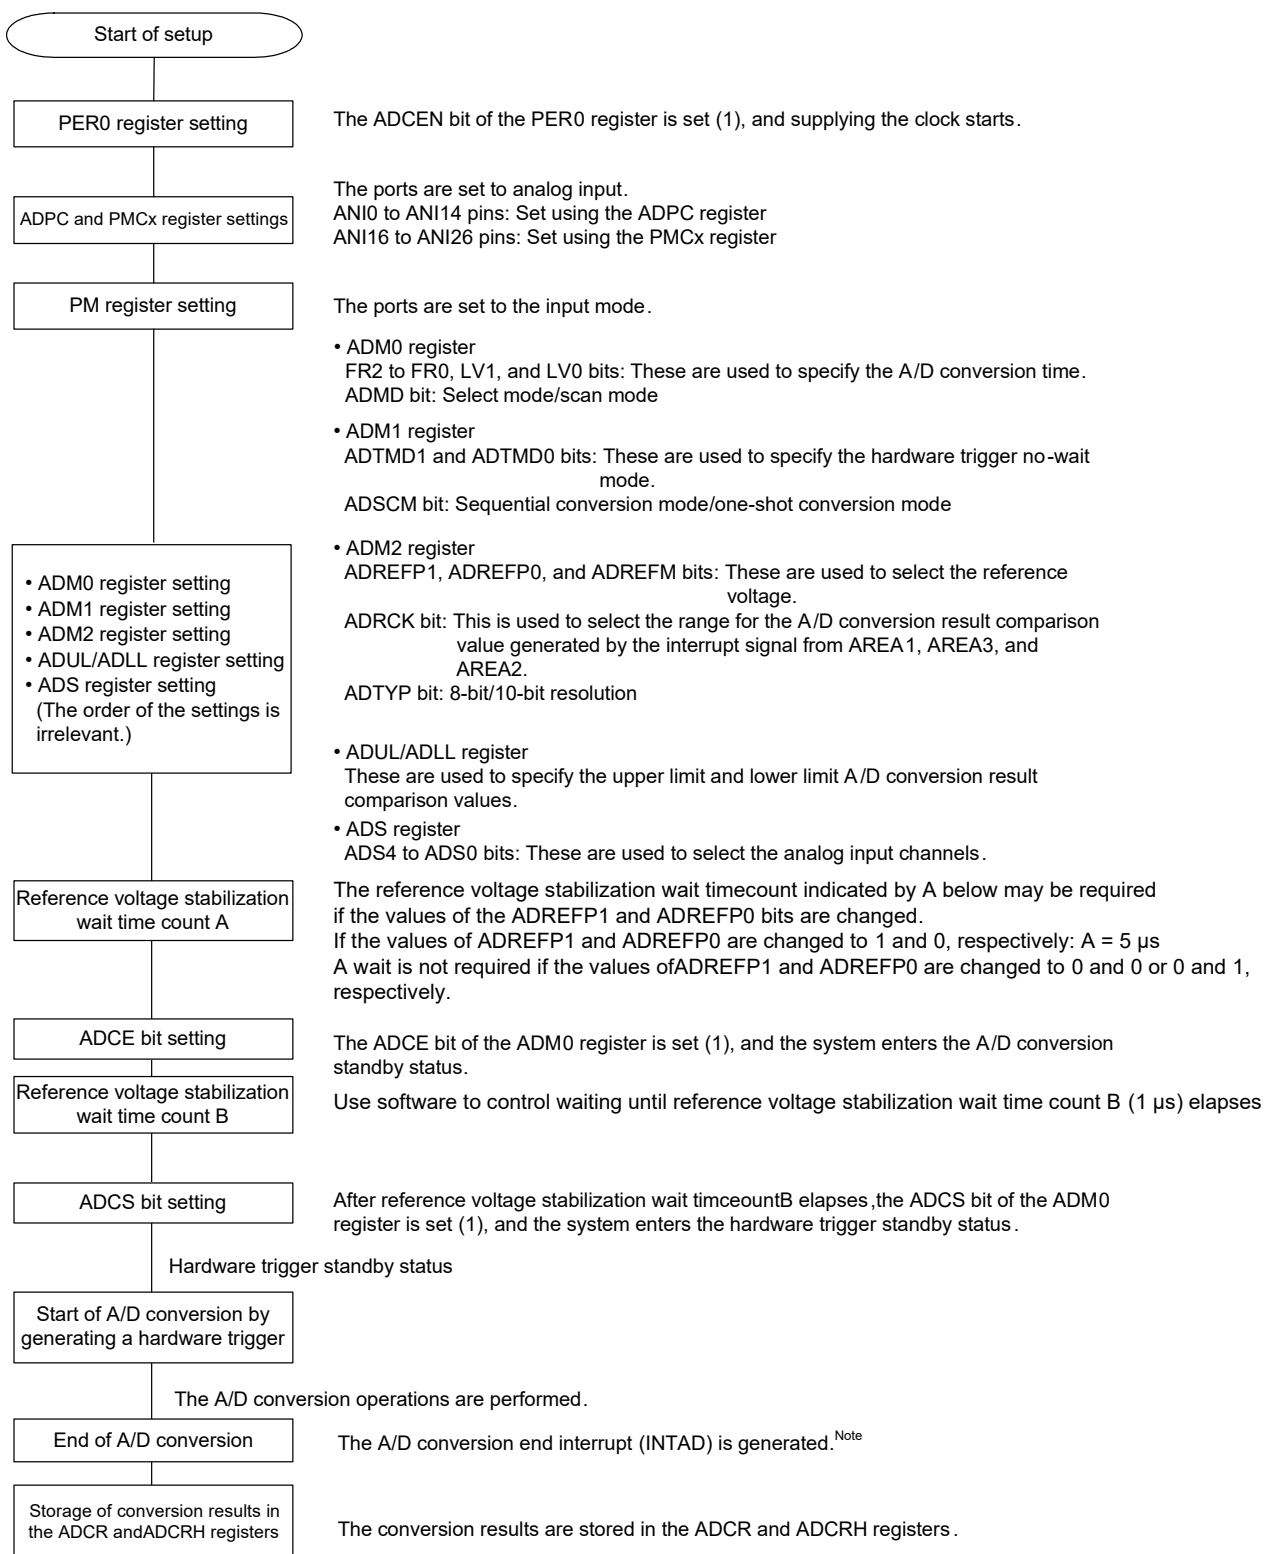 Start of setup
PER0 register setting
The ADCEN bit of the PER0 register is set (1), and supplying the clock starts.
ADPC and PMCx register settings
The ports are set to analog input.
ANI0 to ANI14 pins: Set using the ADPC register
ANI16 to ANI26 pins: Set using the PMCx register
PM register setting
The ports are set to the input mode.
• ADM0 register
FR2 to FR0, LV1, and LV0 bits: These are used to specify the A/D conversion time.
ADMD bit: Select mode/scan mode
• ADM1 register
ADTMD1 and ADTMD0 bits: These are used to specify the hardware trigger no-wait
mode.
ADSCM bit: Sequential conversion mode/one-shot conversion mode
• ADM0 register setting
• ADM1 register setting
• ADM2 register setting
• ADUL/ADLL register setting
• ADS register setting
(The order of the settings is
irrelevant.)
• ADM2 register
ADREFP1, ADREFP0, and ADREFM bits: These are used to select the reference
voltage.
ADRCK bit: This is used to select the range for the A/D conversion result comparison
value generated by the interrupt signal from AREA1, AREA3, and
AREA2.
ADTYP bit: 8-bit/10-bit resolution
• ADUL/ADLL register
These are used to specify the upper limit and lower limit A/D conversion result
comparison values.
• ADS register
ADS4 to ADS0 bits: These are used to select the analog input channels.
Reference voltage stabilization
wait time count A
The reference voltage stabilization wait timecount indicated by A below may be required
if the values of the ADREFP1 and ADREFP0 bits are changed.
If the values of ADREFP1 and ADREFP0 are changed to 1 and 0, respectively: A = 5 µs
A wait is not required if the values ofADREFP1 and ADREFP0 are changed to 0 and 0 or 0 and 1,
respectively.
ADCE bit setting
The ADCE bit of the ADM0 register is set (1), and the system enters the A/D conversion
standby status.
Reference voltage stabilization
wait time count B
Use software to control waiting until reference voltage stabilization wait time count B (1 µs) elapses
ADCS bit setting
After reference voltage stabilization wait timceountB elapses,the ADCS bit of the ADM0
register is set (1), and the system enters the hardware trigger standby status.
Hardware trigger standby status
Start of A/D conversion by
generating a hardware trigger
The A/D conversion operations are performed.
End of A/D conversion
The A/D conversion end interrupt (INTAD) is generated.Note
Storage of conversion results in
the ADCR andADCRH registers
The conversion results are stored in the ADCR and ADCRH registers.